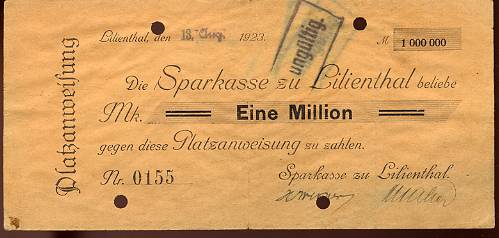 Platzanweisung
Lilienthal, den 13. Aug. 1923. M 1 000 000
ungültig.
Die Sparkasse zu Lilienthal beliebe
Mk. Eine Million
gegen diese Platzanweisung zu zahlen.
Nr. 0155 Sparkasse zu Lilienthal.